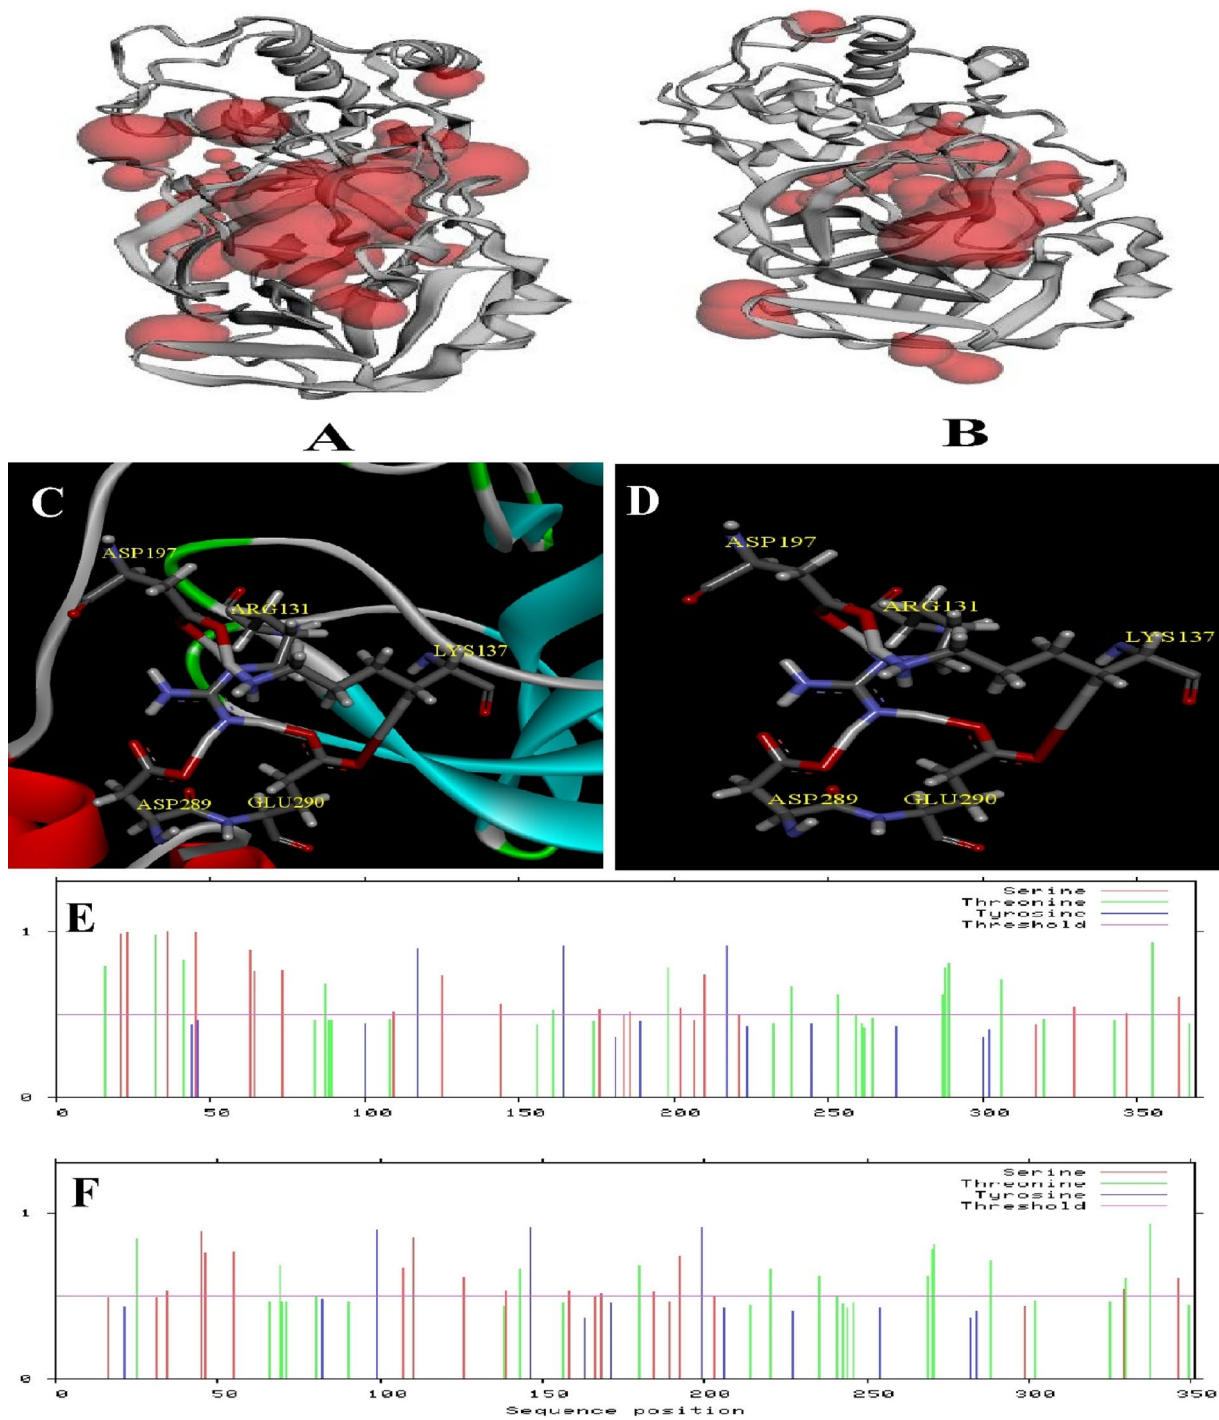 A
B
C
ASP197
ARG131
LYS137
ASP289
GLU290
D
ASP197
ARG131
LYS137
ASP289
GLU290
E
Serine
Threonine
Tyrosine
Threshold
1
0
0 50 100 150 200 250 300 350
F
Serine
Threonine
Tyrosine
Threshold
1
0
0 50 100 150 200 250 300 350
Sequence position